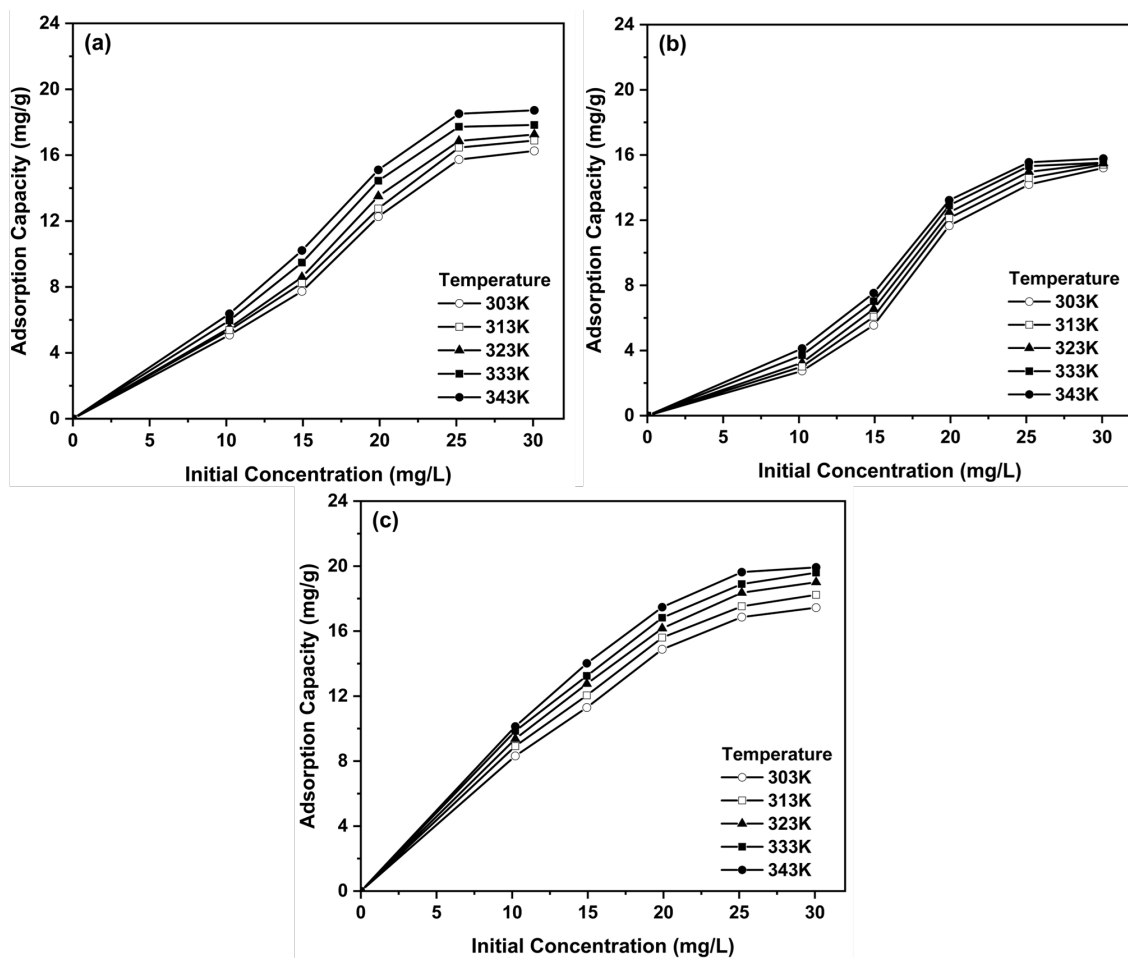 (a)
Adsorption Capacity (mg/g)
24
20
16
12
8
4
0
Temperature
303K
313K
323K
333K
343K
0 5 10 15 20 25 30
Initial Concentration (mg/L)
(b)
Adsorption Capacity (mg/g)
24
20
16
12
8
4
0
Temperature
303K
313K
323K
333K
343K
0 5 10 15 20 25 30
Initial Concentration (mg/L)
(c)
Adsorption Capacity (mg/g)
24
20
16
12
8
4
0
Temperature
303K
313K
323K
333K
343K
0 5 10 15 20 25 30
Initial Concentration (mg/L)